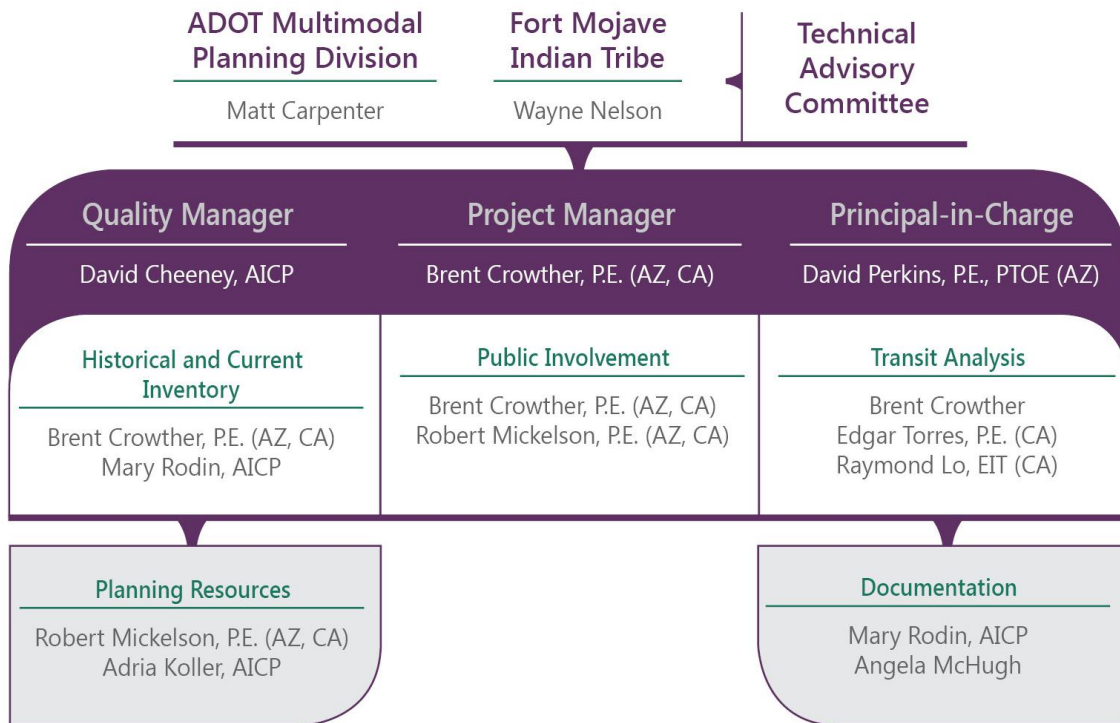 ADOT Multimodal
Planning Division
Matt Carpenter
Fort Mojave
Indian Tribe
Wayne Nelson
Technical
Advisory
Committee
Quality Manager
David Cheeney, AICP
Project Manager
Brent Crowther, P.E. (AZ, CA)
Principal-in-Charge
David Perkins, P.E., PTOE (AZ)
Historical and Current
Inventory
Brent Crowther, P.E. (AZ, CA)
Mary Rodin, AICP
Public Involvement
Brent Crowther, P.E. (AZ, CA)
Robert Mickelson, P.E. (AZ, CA)
Transit Analysis
Brent Crowther
Edgar Torres, P.E. (CA)
Raymond Lo, EIT (CA)
Planning Resources
Robert Mickelson, P.E. (AZ, CA)
Adria Koller, AICP
Documentation
Mary Rodin, AICP
Angela McHugh